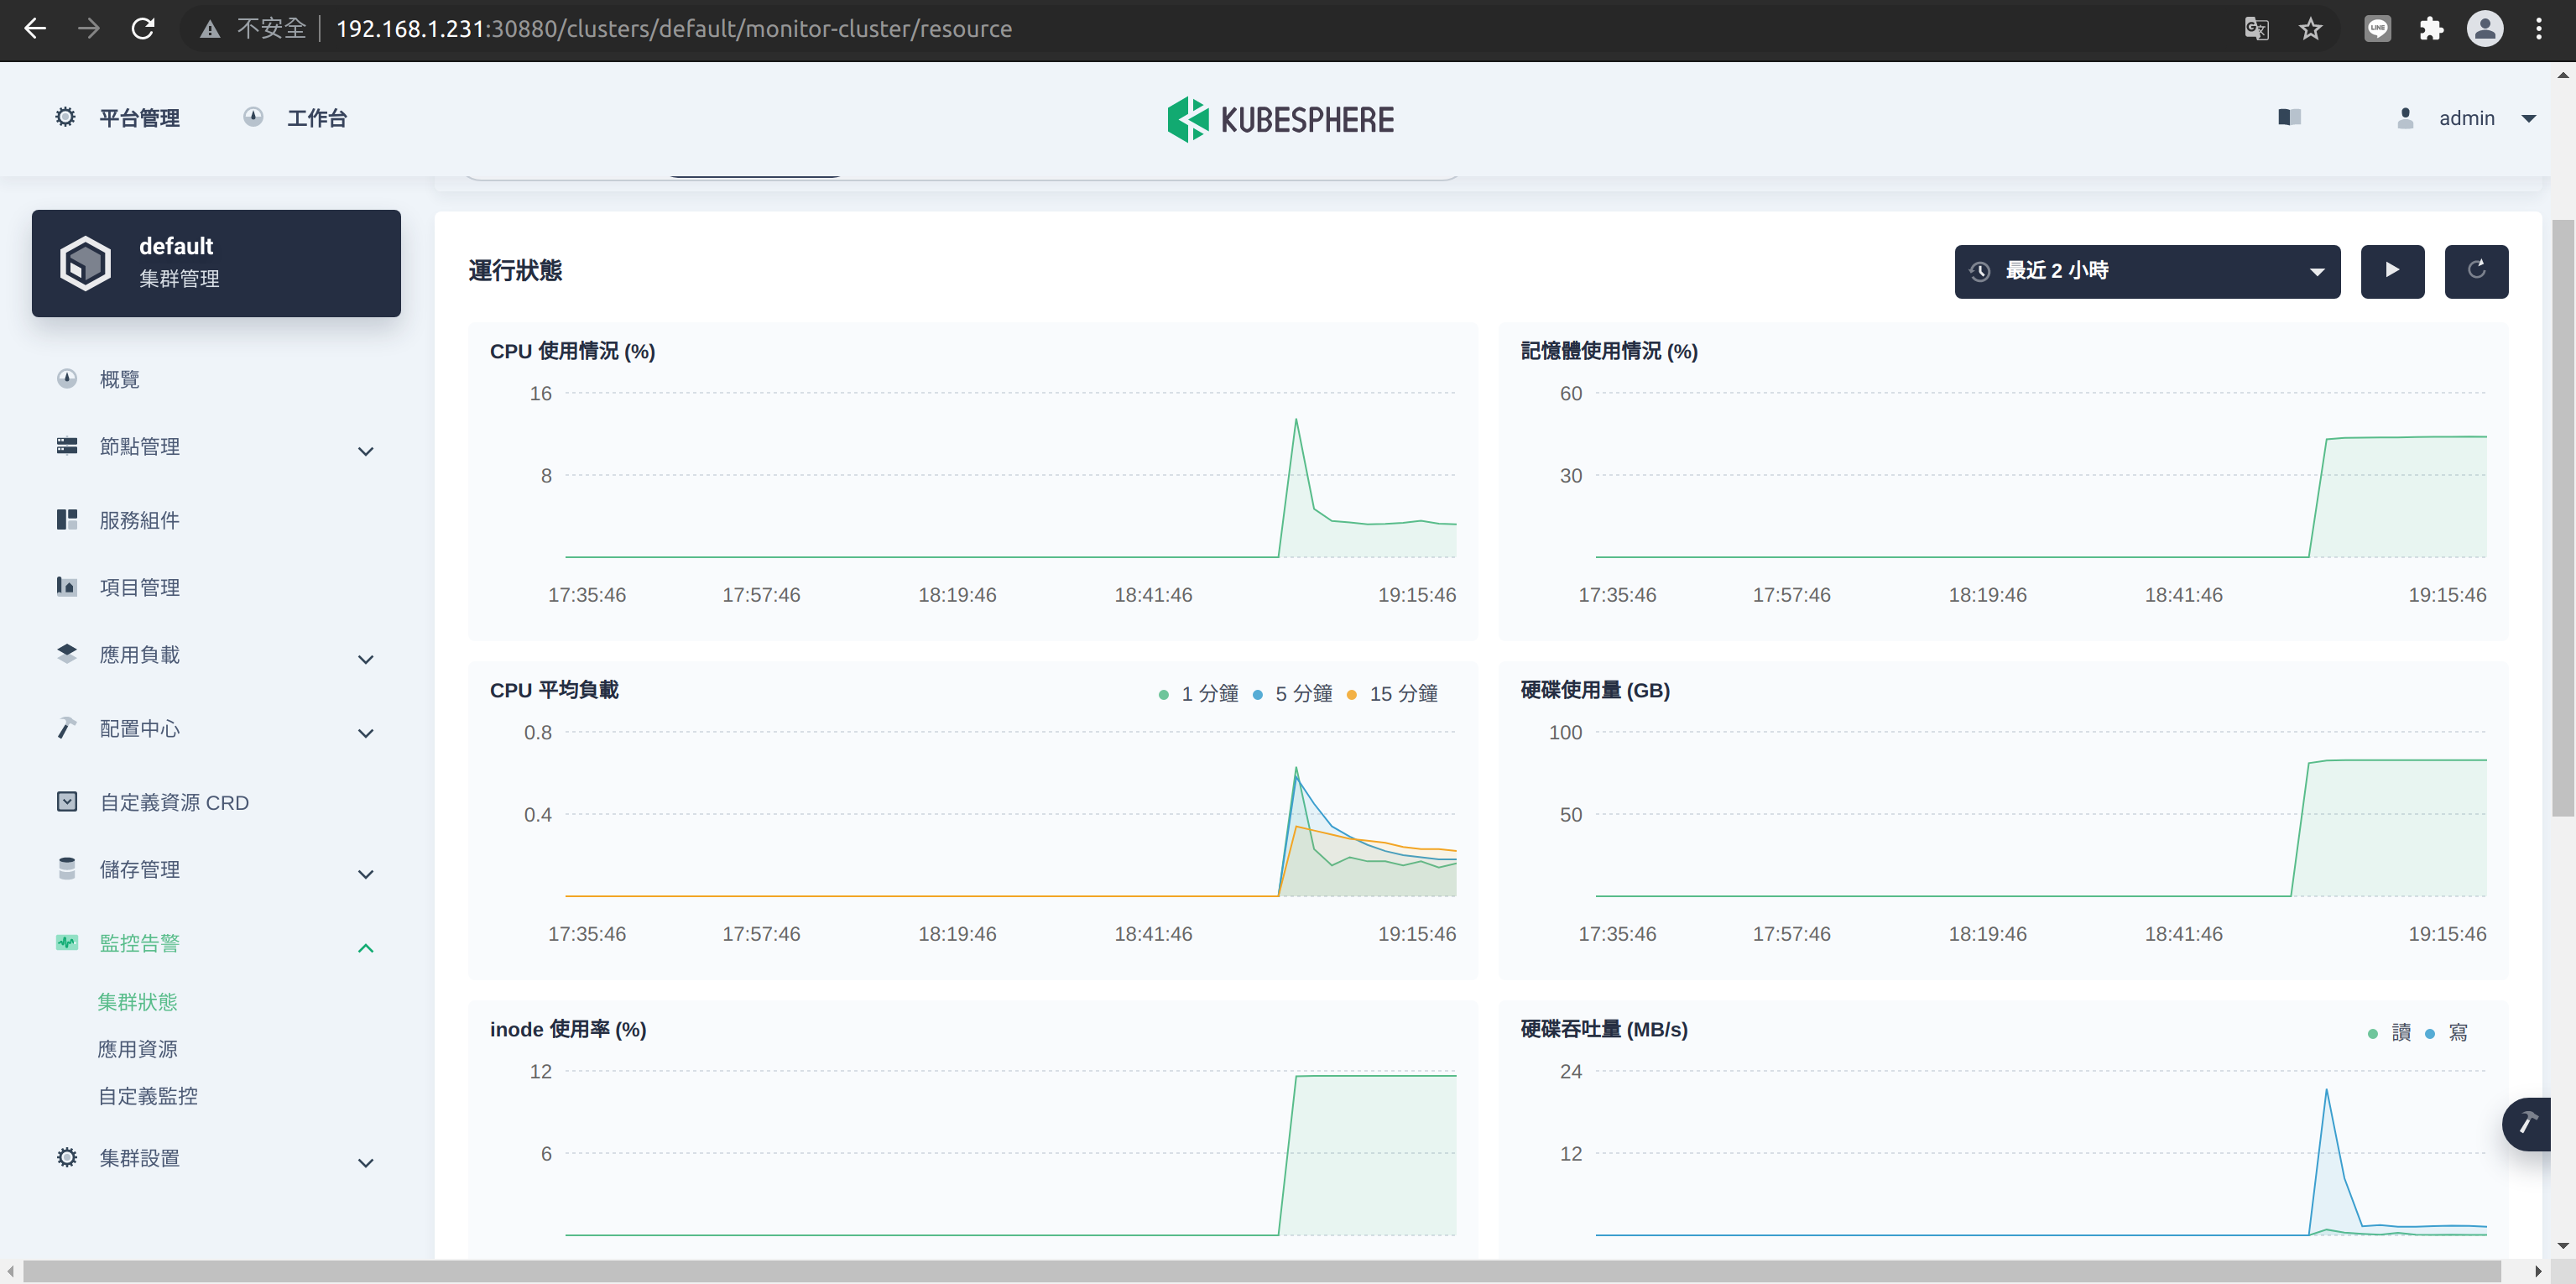 不安全 192.168.1.231:30880/clusters/default/monitor-cluster/resource
平台管理 工作台 KUBESPHERE admin
default
集群管理
概覽
節點管理
服務組件
項目管理
應用負載
配置中心
自定義資源 CRD
儲存管理
監控告警
集群狀態
應用資源
自定義監控
集群設置
運行狀態 最近 2 小時
CPU 使用情況 (%)
16
8
17:35:46 17:57:46 18:19:46 18:41:46 19:15:46
記憶體使用情況 (%)
60
30
17:35:46 17:57:46 18:19:46 18:41:46 19:15:46
CPU 平均負載 1 分鐘 5 分鐘 15 分鐘
0.8
0.4
17:35:46 17:57:46 18:19:46 18:41:46 19:15:46
硬碟使用量 (GB)
100
50
17:35:46 17:57:46 18:19:46 18:41:46 19:15:46
inode 使用率 (%)
12
6
硬碟吞吐量 (MB/s) 讀 寫
24
12